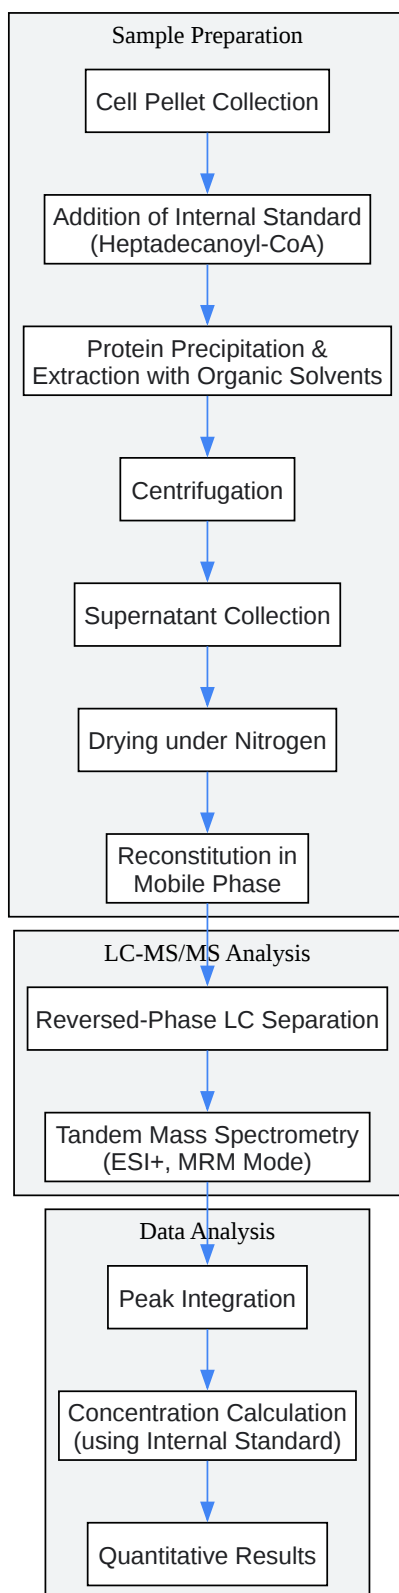 Sample Preparation
Cell Pellet Collection
Addition of Internal Standard
(Heptadecanoyl-CoA)
Protein Precipitation &
Extraction with Organic Solvents
Centrifugation
Supernatant Collection
Drying under Nitrogen
Reconstitution in
Mobile Phase
LC-MS/MS Analysis
Reversed-Phase LC Separation
Tandem Mass Spectrometry
(ESI+, MRM Mode)
Data Analysis
Peak Integration
Concentration Calculation
(using Internal Standard)
Quantitative Results